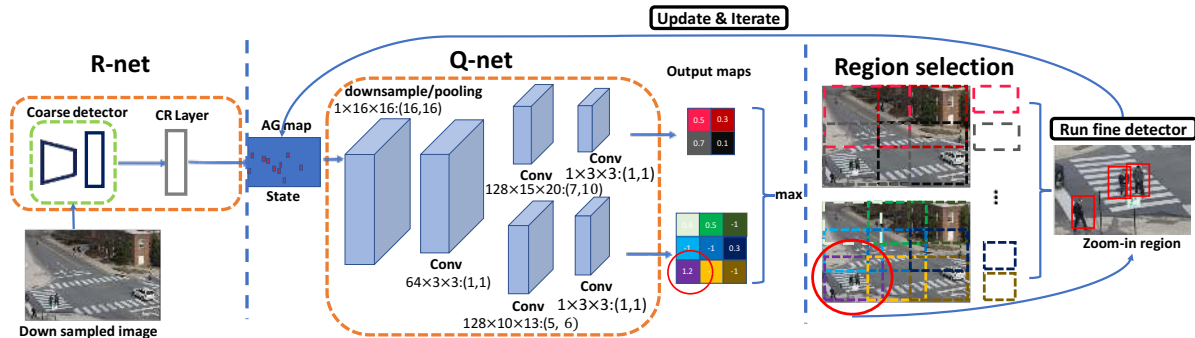 Update & Iterate
R-net
Q-net
Region selection
Coarse detector
CR Layer
AG map
State
Down sampled image
downsample/pooling
1×16×16:(16,16)
Conv
64×3×3:(1,1)
Conv
128×15×20:(7,10)
Conv
1×3×3:(1,1)
Conv
128×10×13:(5, 6)
Conv
1×3×3:(1,1)
Output maps
0.5 0.3
0.7 0.1
0.5 -1
-1 -1 0.3
1.2 -1
max
Run fine detector
Zoom-in region